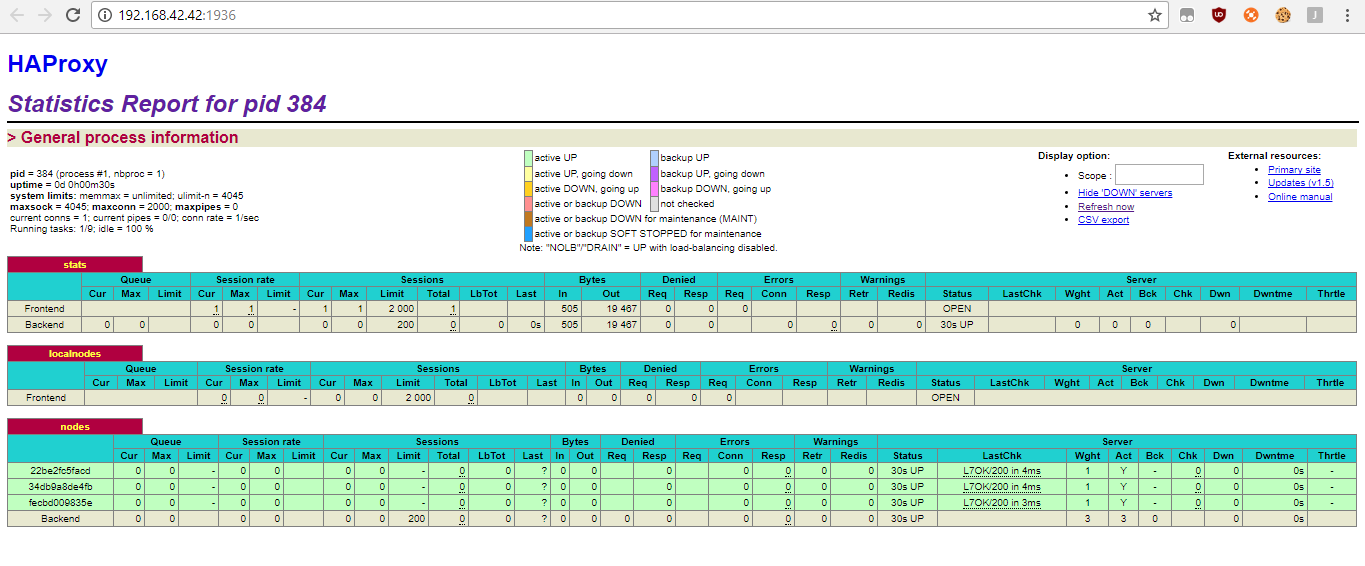 192.168.42.42:1936
HAProxy
Statistics Report for pid 384
> General process information
pid = 384 (process #1, nbproc = 1)
uptime = 0d 0h00m30s
system limits: memmax = unlimited; ulimit-n = 4045
maxsock = 4045; maxconn = 2000; maxpipes = 0
current conns = 1; current pipes = 0/0; conn rate = 1/sec
Running tasks: 1/9; idle = 100 %
active UP backup UP
active UP, going down backup UP, going down
active DOWN, going up backup DOWN, going up
active or backup DOWN not checked
active or backup DOWN for maintenance (MAINT)
active or backup SOFT STOPPED for maintenance
Note: "NOLB"/"DRAIN" = UP with load-balancing disabled.
Display option:
Scope :
Hide 'DOWN' servers
Refresh now
CSV export
External resources:
Primary site
Updates (v1.5)
Online manual
stats
Queue Session rate Sessions Bytes Denied Errors Warnings Server
Cur Max Limit Cur Max Limit Cur Max Limit Total LbTot Last In Out Req Resp Req Conn Resp Retr Redis Status LastChk Wght Act Bck Chk Dwn Dwntme Thrtle
Frontend 1 1 - 1 1 2 000 1 505 19 467 0 0 0 OPEN
Backend 0 0 0 0 0 0 200 0 0 0s 505 19 467 0 0 0 0 0 0 30s UP 0 0 0 0
localnodes
Queue Session rate Sessions Bytes Denied Errors Warnings Server
Cur Max Limit Cur Max Limit Cur Max Limit Total LbTot Last In Out Req Resp Req Conn Resp Retr Redis Status LastChk Wght Act Bck Chk Dwn Dwntme Thrtle
Frontend 0 0 - 0 0 2 000 0 0 0 0 0 0 OPEN
nodes
Queue Session rate Sessions Bytes Denied Errors Warnings Server
Cur Max Limit Cur Max Limit Cur Max Limit Total LbTot Last In Out Req Resp Req Conn Resp Retr Redis Status LastChk Wght Act Bck Chk Dwn Dwntme Thrtle
22be2fc5facd 0 0 - 0 0 0 0 - 0 0 ? 0 0 0 0 0 0 0 30s UP L7OK/200 in 4ms 1 Y - 0 0 0s -
34db9a8de4fb 0 0 - 0 0 0 0 - 0 0 ? 0 0 0 0 0 0 0 30s UP L7OK/200 in 4ms 1 Y - 0 0 0s -
fecbd009835e 0 0 - 0 0 0 0 - 0 0 ? 0 0 0 0 0 0 0 30s UP L7OK/200 in 3ms 1 Y - 0 0 0s -
Backend 0 0 0 0 0 0 200 0 0 ? 0 0 0 0 0 0 0 0 30s UP 3 3 0 0 0s